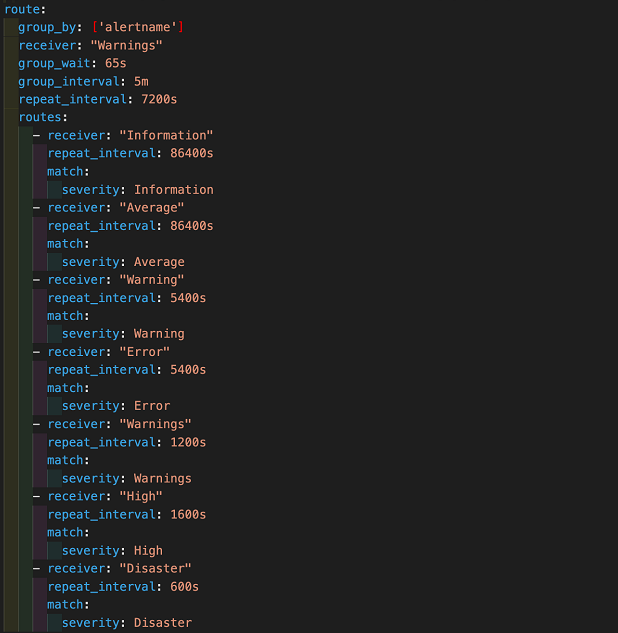 route:
  group_by: ['alertname']
  receiver: "Warnings"
  group_wait: 65s
  group_interval: 5m
  repeat_interval: 7200s
  routes:
    - receiver: "Information"
      repeat_interval: 86400s
      match:
        severity: Information
    - receiver: "Average"
      repeat_interval: 86400s
      match:
        severity: Average
    - receiver: "Warning"
      repeat_interval: 5400s
      match:
        severity: Warning
    - receiver: "Error"
      repeat_interval: 5400s
      match:
        severity: Error
    - receiver: "Warnings"
      repeat_interval: 1200s
      match:
        severity: Warnings
    - receiver: "High"
      repeat_interval: 1600s
      match:
        severity: High
    - receiver: "Disaster"
      repeat_interval: 600s
      match:
        severity: Disaster